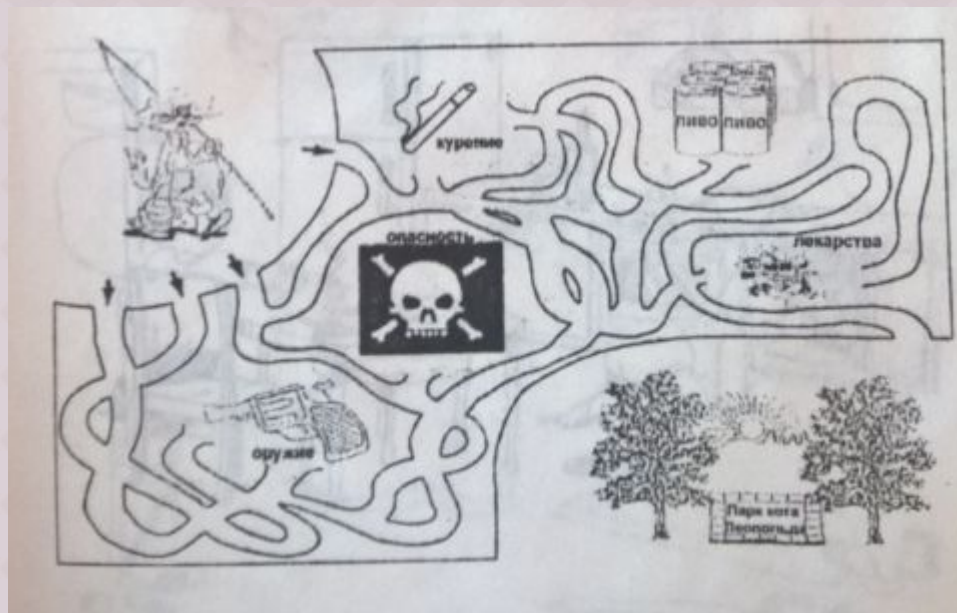 пиво пиво
курение
опасность
лекарства
оружие
Парк кота
Леопольда